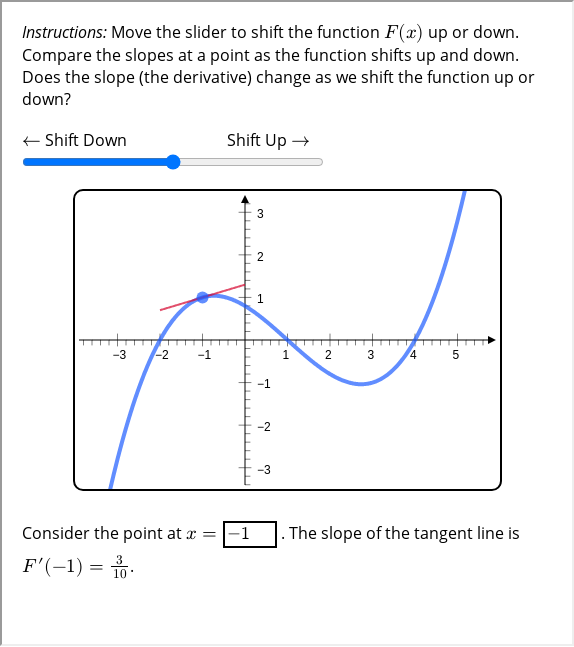 Instructions: Move the slider to shift the function F(x) up or down.
Compare the slopes at a point as the function shifts up and down.
Does the slope (the derivative) change as we shift the function up or
down?
← Shift Down Shift Up →
3
2
1
−3 −2 −1 1 2 3 4 5
−1
−2
−3
Consider the point at x = −1 . The slope of the tangent line is
F′(−1) = 3/10.